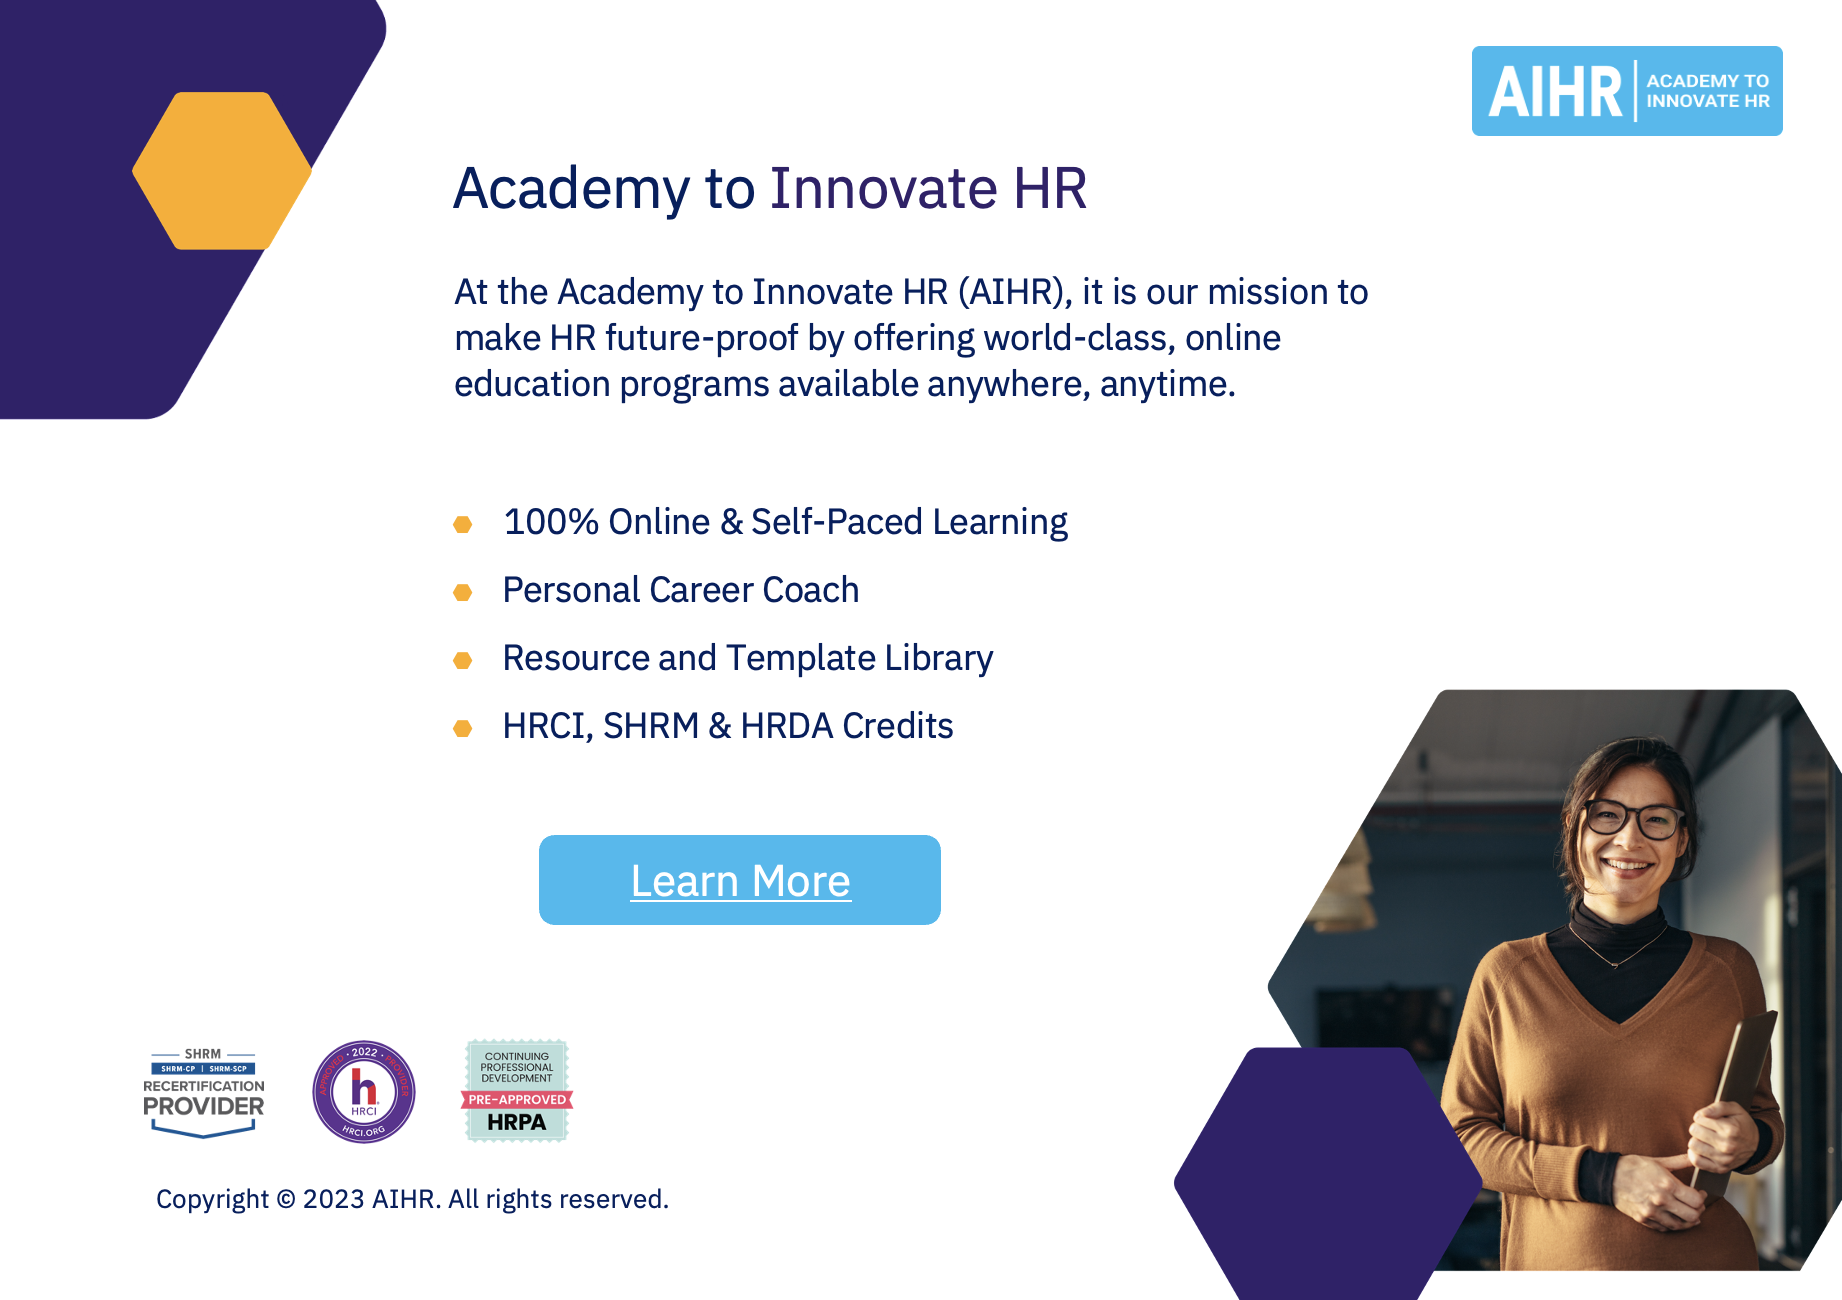 AIHR
ACADEMY TO
INNOVATE HR
Academy to Innovate HR
At the Academy to Innovate HR (AIHR), it is our mission to
make HR future-proof by offering world-class, online
education programs available anywhere, anytime.
100% Online & Self-Paced Learning
Personal Career Coach
Resource and Template Library
HRCI, SHRM & HRDA Credits
Learn More
SHRM
SHRM-CP | SHRM-SCP
RECERTIFICATION
PROVIDER
APPROVED · 2022 · PROVIDER
h
HRCI
HRCI.ORG
CONTINUING
PROFESSIONAL
DEVELOPMENT
PRE-APPROVED
HRPA
Copyright © 2023 AIHR. All rights reserved.